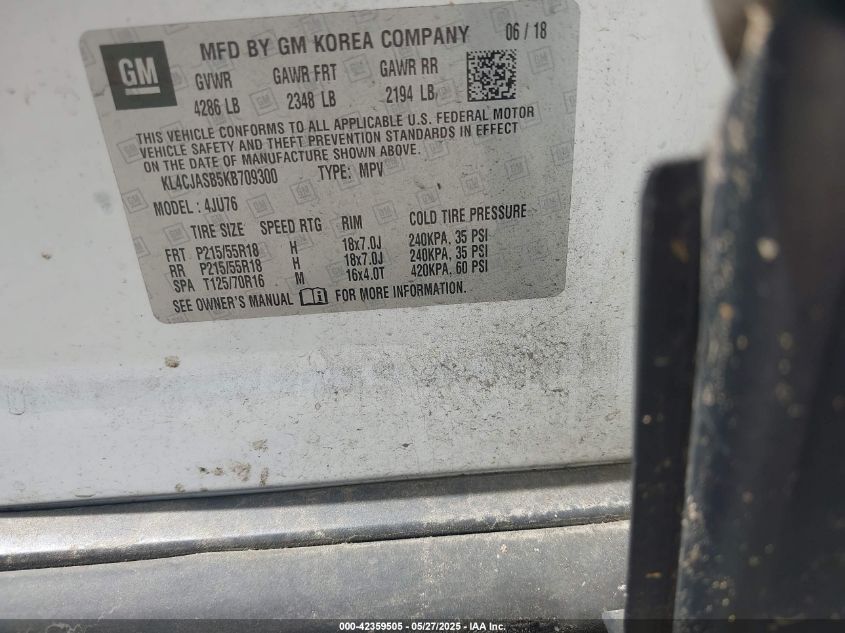 GM
MFD BY GM KOREA COMPANY 06 / 18
GVWR GAWR FRT GAWR RR
4286 LB 2348 LB 2194 LB
THIS VEHICLE CONFORMS TO ALL APPLICABLE U.S. FEDERAL MOTOR
VEHICLE SAFETY AND THEFT PREVENTION STANDARDS IN EFFECT
ON THE DATE OF MANUFACTURE SHOWN ABOVE.
KL4CJASB5KB709300 TYPE: MPV
MODEL: 4JU76
TIRE SIZE SPEED RTG RIM COLD TIRE PRESSURE
FRT P215/55R18 H 18x7.0J 240KPA, 35 PSI
RR P215/55R18 H 18x7.0J 240KPA, 35 PSI
SPA T125/70R16 M 16x4.0T 420KPA, 60 PSI
SEE OWNER'S MANUAL FOR MORE INFORMATION.
000-42359505 - 05/27/2025 - IAA Inc.